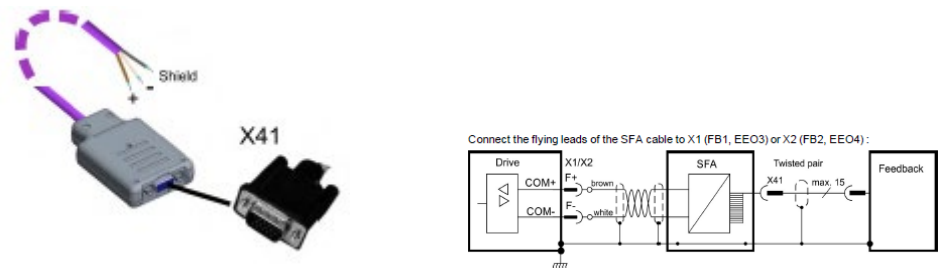 Shield
-
+
X41
Connect the flying leads of the SFA cable to X1 (FB1, EEO3) or X2 (FB2, EEO4) :
Drive X1/X2 SFA Twisted pair Feedback
F+ X41 max. 15
COM+ brown
F-
COM- white